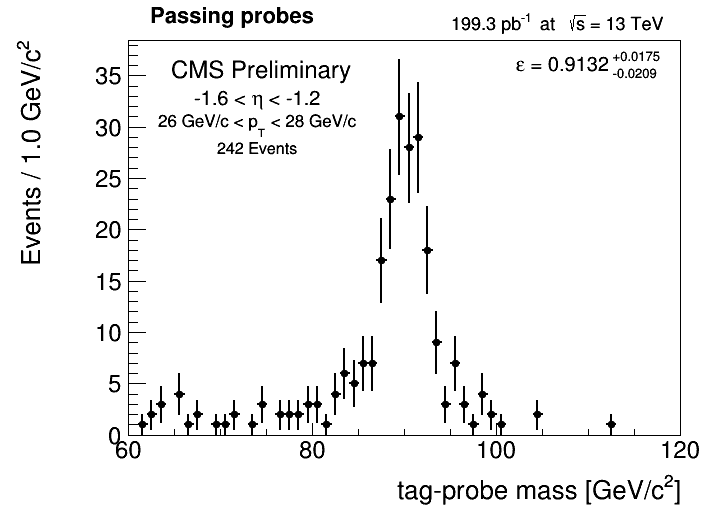 Passing probes
199.3 pb⁻¹ at √s = 13 TeV
CMS Preliminary
-1.6 < η < -1.2
26 GeV/c < p_T < 28 GeV/c
242 Events
ε = 0.9132 +0.0175 -0.0209
Events / 1.0 GeV/c²
35
30
25
20
15
10
5
0
60 80 100 120
tag-probe mass [GeV/c²]